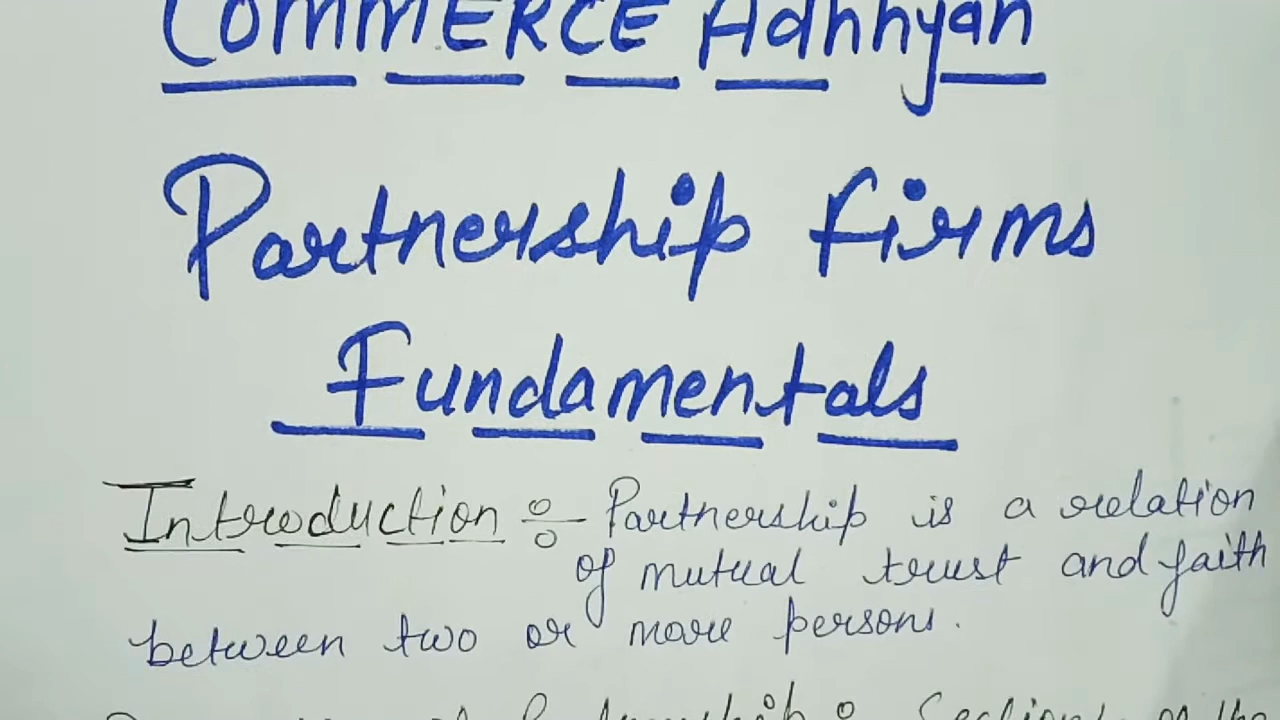 COMMERCE Adhhyan
Partnership firms
Fundamentals
Introduction :- Partnership is a relation
of mutual trust and faith
between two or more persons.